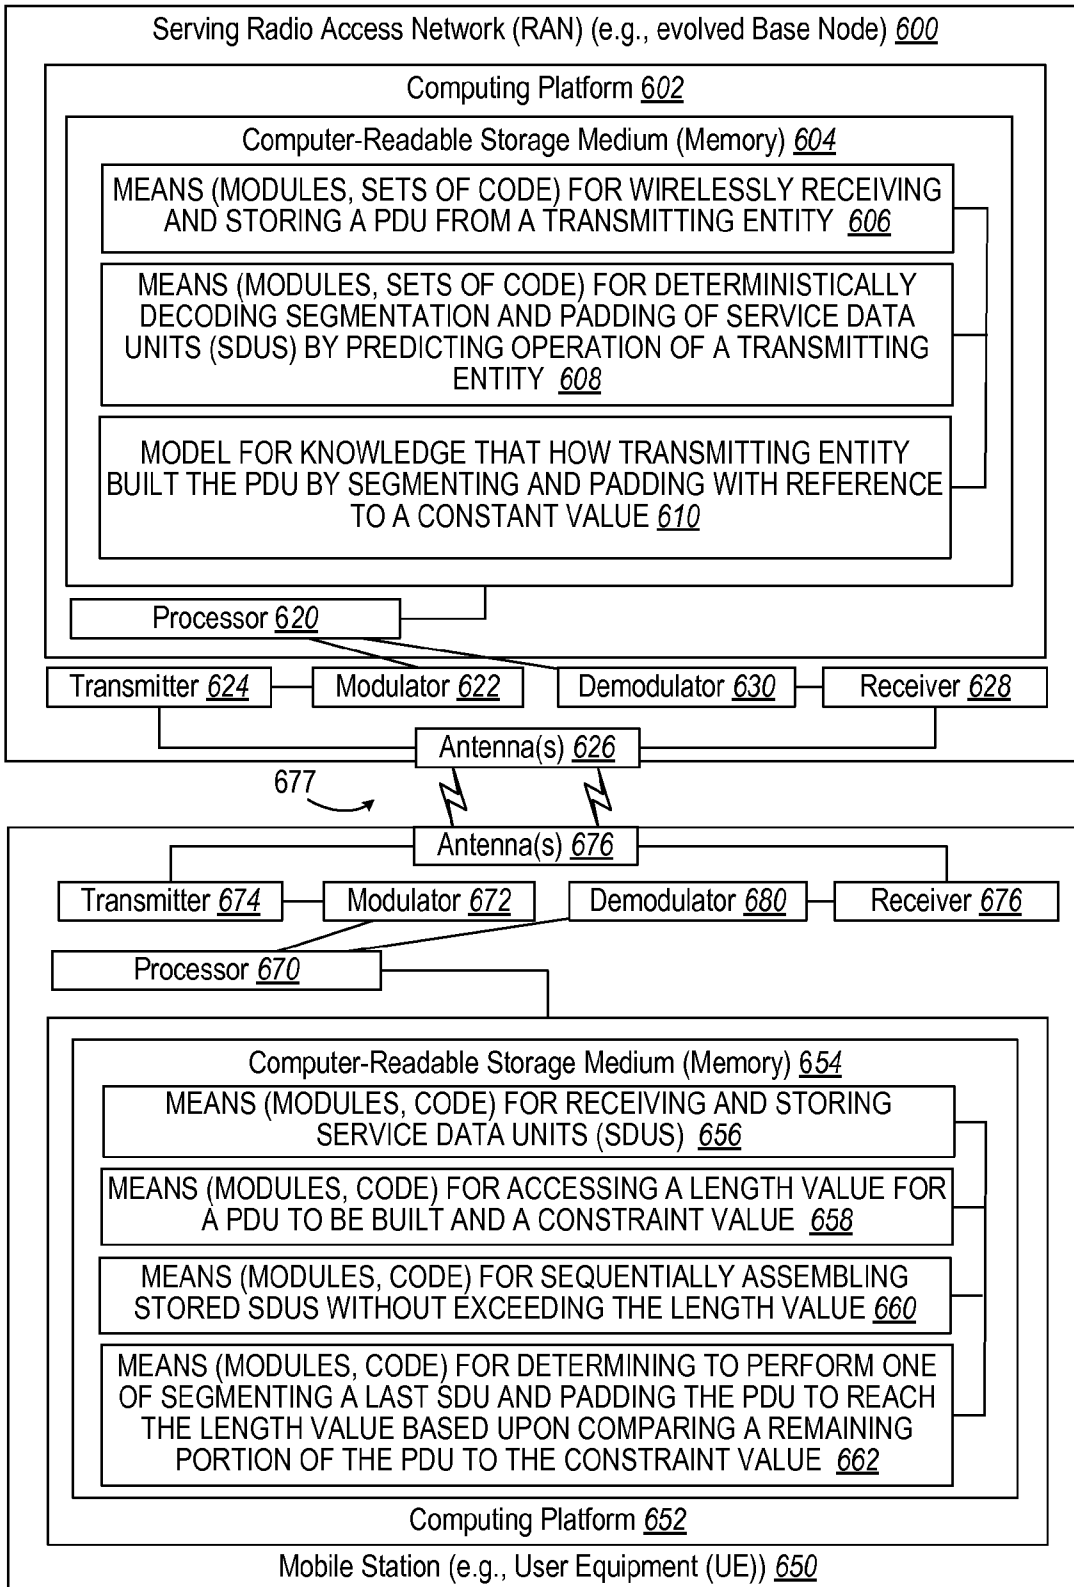 Serving Radio Access Network (RAN) (e.g., evolved Base Node) 600
Computing Platform 602
Computer-Readable Storage Medium (Memory) 604
MEANS (MODULES, SETS OF CODE) FOR WIRELESSLY RECEIVING
AND STORING A PDU FROM A TRANSMITTING ENTITY 606
MEANS (MODULES, SETS OF CODE) FOR DETERMINISTICALLY
DECODING SEGMENTATION AND PADDING OF SERVICE DATA
UNITS (SDUS) BY PREDICTING OPERATION OF A TRANSMITTING
ENTITY 608
MODEL FOR KNOWLEDGE THAT HOW TRANSMITTING ENTITY
BUILT THE PDU BY SEGMENTING AND PADDING WITH REFERENCE
TO A CONSTANT VALUE 610
Processor 620
Transmitter 624
Modulator 622
Demodulator 630
Receiver 628
Antenna(s) 626
677
Antenna(s) 676
Transmitter 674
Modulator 672
Demodulator 680
Receiver 676
Processor 670
Computer-Readable Storage Medium (Memory) 654
MEANS (MODULES, CODE) FOR RECEIVING AND STORING
SERVICE DATA UNITS (SDUS) 656
MEANS (MODULES, CODE) FOR ACCESSING A LENGTH VALUE FOR
A PDU TO BE BUILT AND A CONSTRAINT VALUE 658
MEANS (MODULES, CODE) FOR SEQUENTIALLY ASSEMBLING
STORED SDUS WITHOUT EXCEEDING THE LENGTH VALUE 660
MEANS (MODULES, CODE) FOR DETERMINING TO PERFORM ONE
OF SEGMENTING A LAST SDU AND PADDING THE PDU TO REACH
THE LENGTH VALUE BASED UPON COMPARING A REMAINING
PORTION OF THE PDU TO THE CONSTRAINT VALUE 662
Computing Platform 652
Mobile Station (e.g., User Equipment (UE)) 650